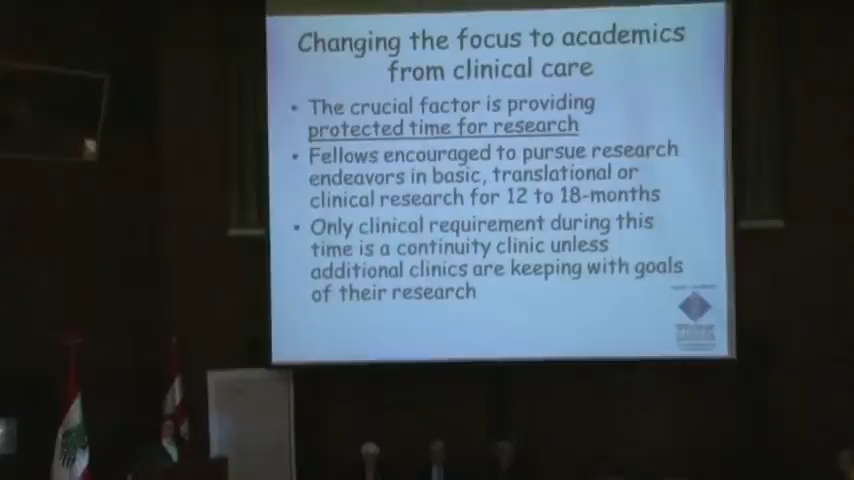 Changing the focus to academics
from clinical care
• The crucial factor is providing
protected time for research
• Fellows encouraged to pursue research
endeavors in basic, translational or
clinical research for 12 to 18-months
• Only clinical requirement during this
time is a continuity clinic unless
additional clinics are keeping with goals
of their research